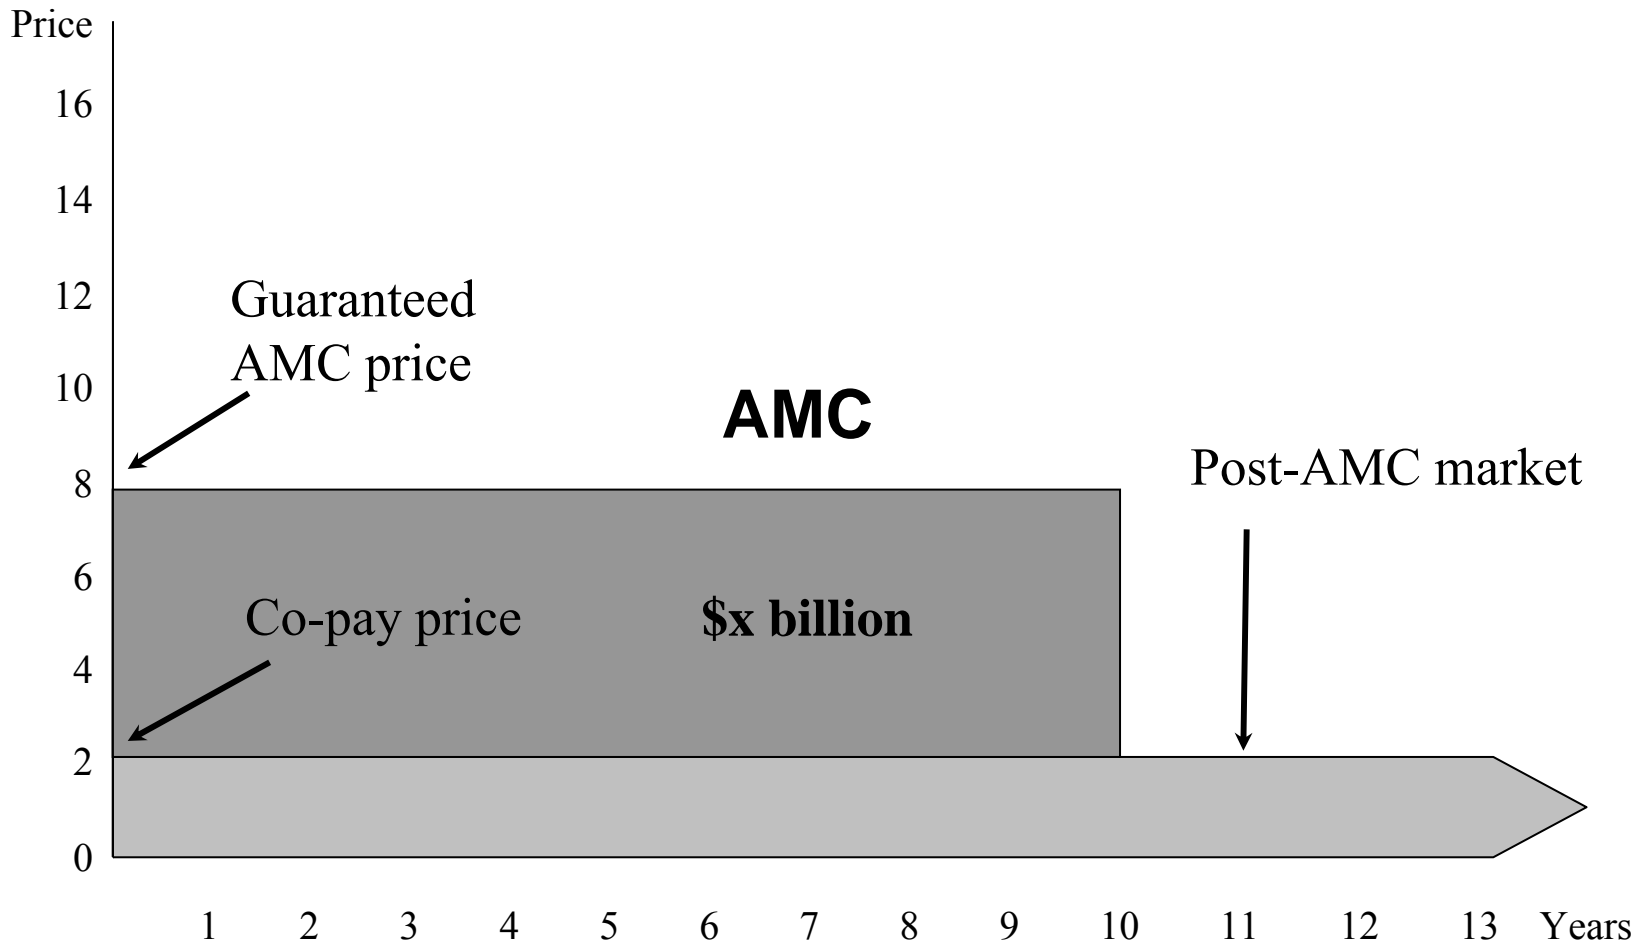 Price
16
14
12
Guaranteed
AMC price
10
AMC
Post-AMC market
8
6
Co-pay price
$x billion
4
2
0
1 2 3 4 5 6 7 8 9 10 11 12 13 Years